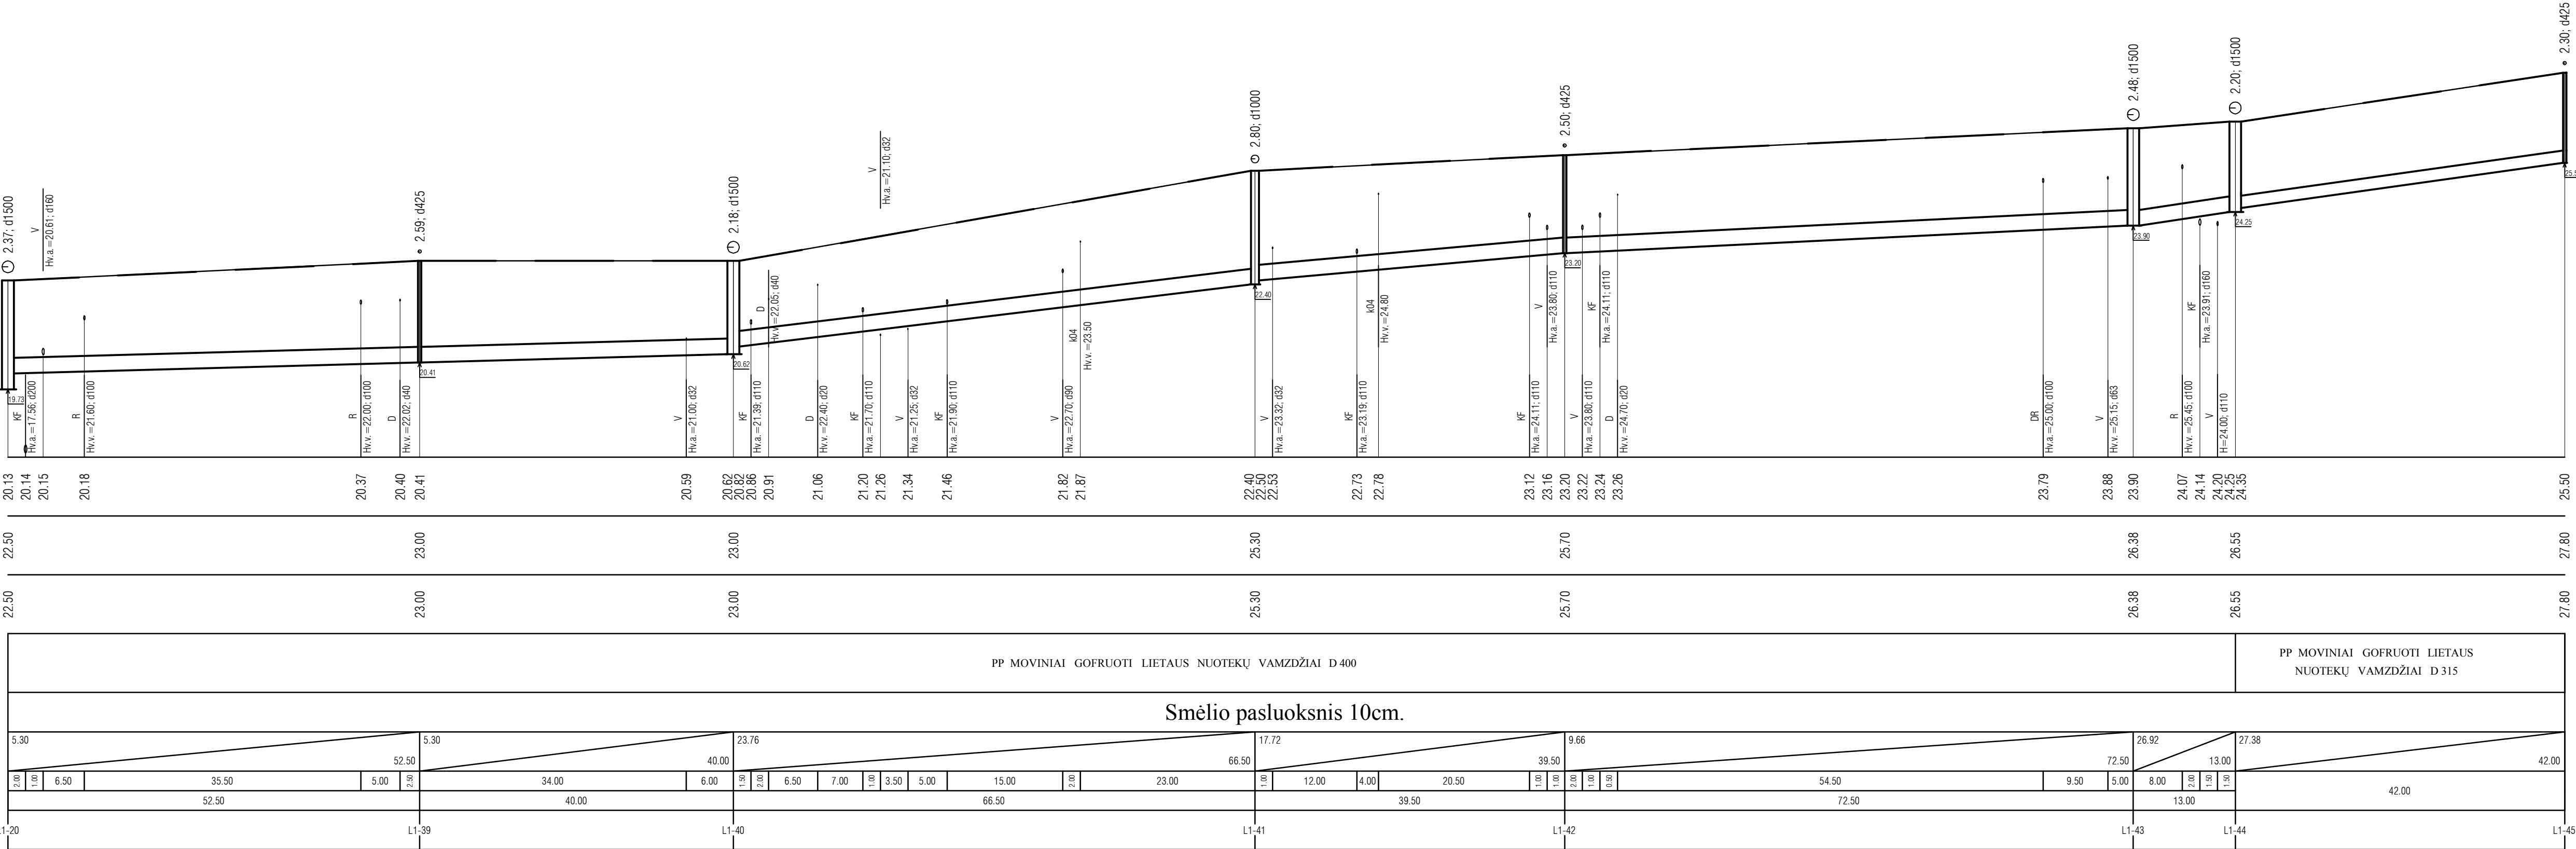 2.37; d1500
2.59; d425
2.18; d1500
2.80; d1000
2.50; d425
2.48; d1500
2.20; d1500
2.30; d425
V
Hv.a.=20.61; d160
V
Hv.a.=21.10; d32
D
Hv.v.=22.05; d40
k04
Hv.v.=23.50
k04
Hv.v.=24.80
V
Hv.a.=23.80; d110
KF
Hv.a.=24.11; d110
KF
Hv.a.=23.91; d160
19.73
20.41
20.62
22.40
23.20
23.90
24.25
KF
Hv.a.=17.56; d200
R
Hv.v.=21.60; d100
R
Hv.v.=22.00; d100
D
Hv.v.=22.02; d40
V
Hv.a.=21.00; d32
KF
Hv.a.=21.39; d110
D
Hv.v.=22.40; d20
KF
Hv.a.=21.70; d110
V
Hv.a.=21.25; d32
KF
Hv.a.=21.90; d110
V
Hv.a.=22.70; d90
V
Hv.a.=23.32; d32
KF
Hv.a.=23.19; d110
KF
Hv.a.=24.11; d110
V
Hv.a.=23.80; d110
D
Hv.v.=24.70; d20
DR
Hv.a.=25.00; d100
V
Hv.v.=25.15; d63
R
Hv.v.=25.45; d100
V
H=24.00; d110
20.13 20.14 20.15 20.18 20.37 20.40 20.41 20.59 20.62 20.82 20.86 20.91 21.06 21.20 21.26 21.34 21.46 21.82 21.87 22.40 22.50 22.53 22.73 22.78 23.12 23.16 23.20 23.22 23.24 23.26 23.79 23.88 23.90 24.07 24.14 24.20 24.25 24.35 25.50
22.50 23.00 23.00 25.30 25.70 26.38 26.55 27.80
22.50 23.00 23.00 25.30 25.70 26.38 26.55 27.80
PP MOVINIAI GOFRUOTI LIETAUS NUOTEKŲ VAMZDŽIAI D 400
PP MOVINIAI GOFRUOTI LIETAUS
NUOTEKŲ VAMZDŽIAI D 315
Smėlio pasluoksnis 10cm.
5.30 5.30 23.76 17.72 9.66 26.92 27.38
52.50 40.00 66.50 39.50 72.50 13.00 42.00
2.00 1.00 6.50 35.50 5.00 2.50 34.00 6.00 1.50 2.00 6.50 7.00 1.00 3.50 5.00 15.00 2.00 23.00 1.00 12.00 4.00 20.50 1.00 1.00 2.00 1.00 0.50 54.50 9.50 5.00 8.00 2.00 1.50 1.50 42.00
52.50 40.00 66.50 39.50 72.50 13.00
L1-39 L1-40 L1-41 L1-42 L1-43 L1-44 L1-45